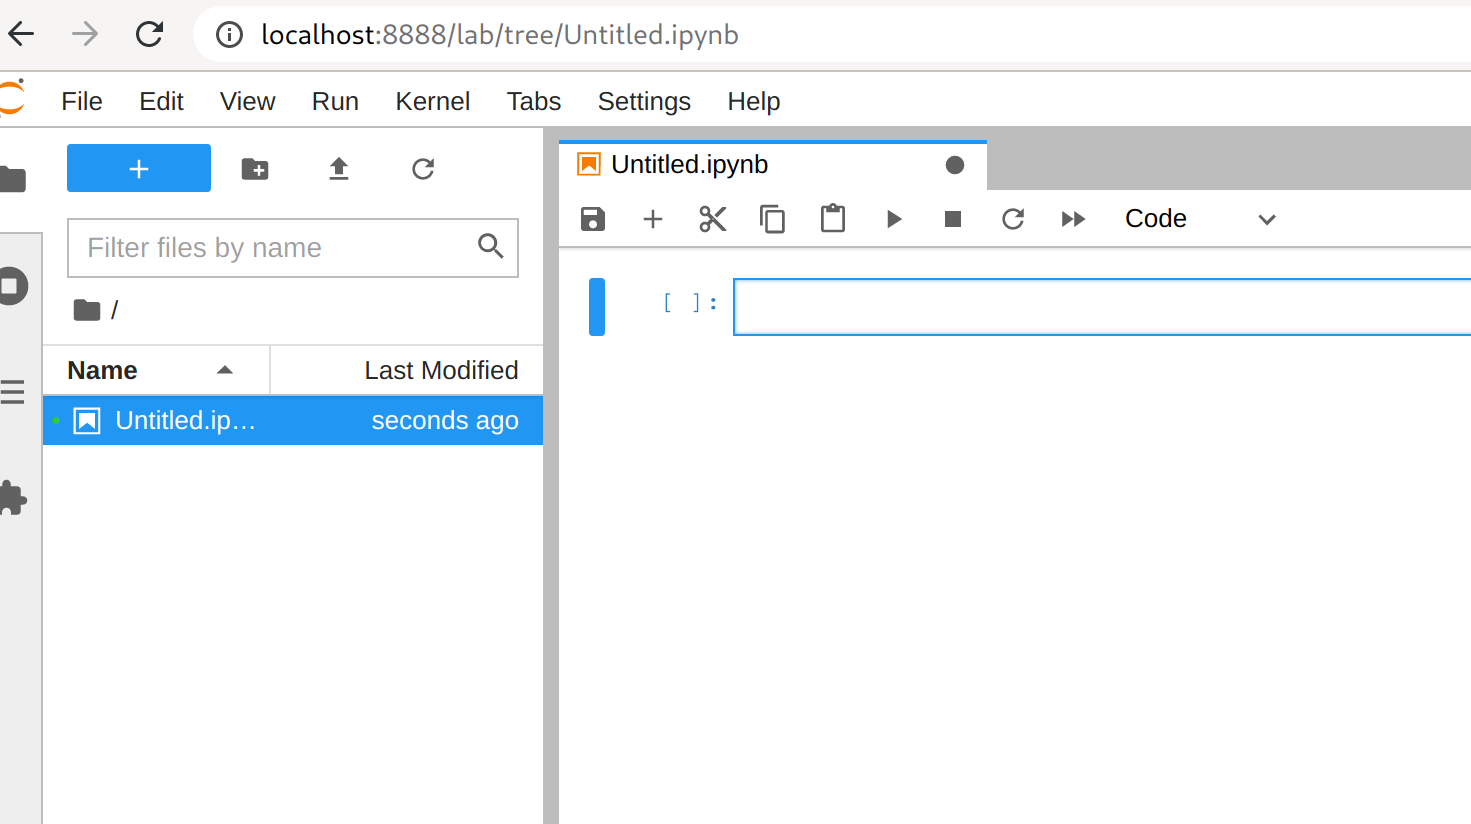 localhost:8888/lab/tree/Untitled.ipynb
File Edit View Run Kernel Tabs Settings Help
Untitled.ipynb
Code
Filter files by name
/
[ ]:
Name Last Modified
Untitled.ip… seconds ago